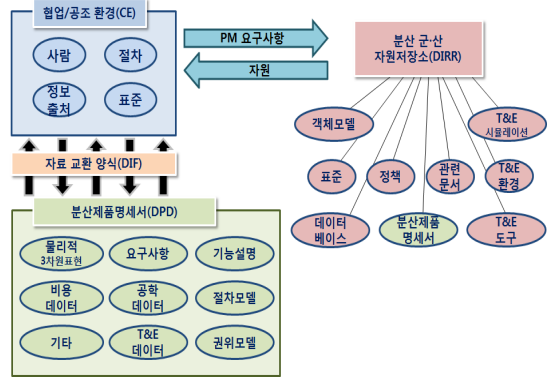 협업/공조 환경(CE)
사람
절차
정보
출처
표준
PM 요구사항
자원
분산 군·산
자원저장소(DIRR)
객체모델
T&E
시뮬레이션
표준
정책
관련
문서
T&E
환경
데이터
베이스
분산제품
명세서
T&E
도구
자료 교환 양식(DIF)
분산제품명세서(DPD)
물리적
3차원표현
요구사항
기능설명
비용
데이터
공학
데이터
절차모델
기타
T&E
데이터
권위모델